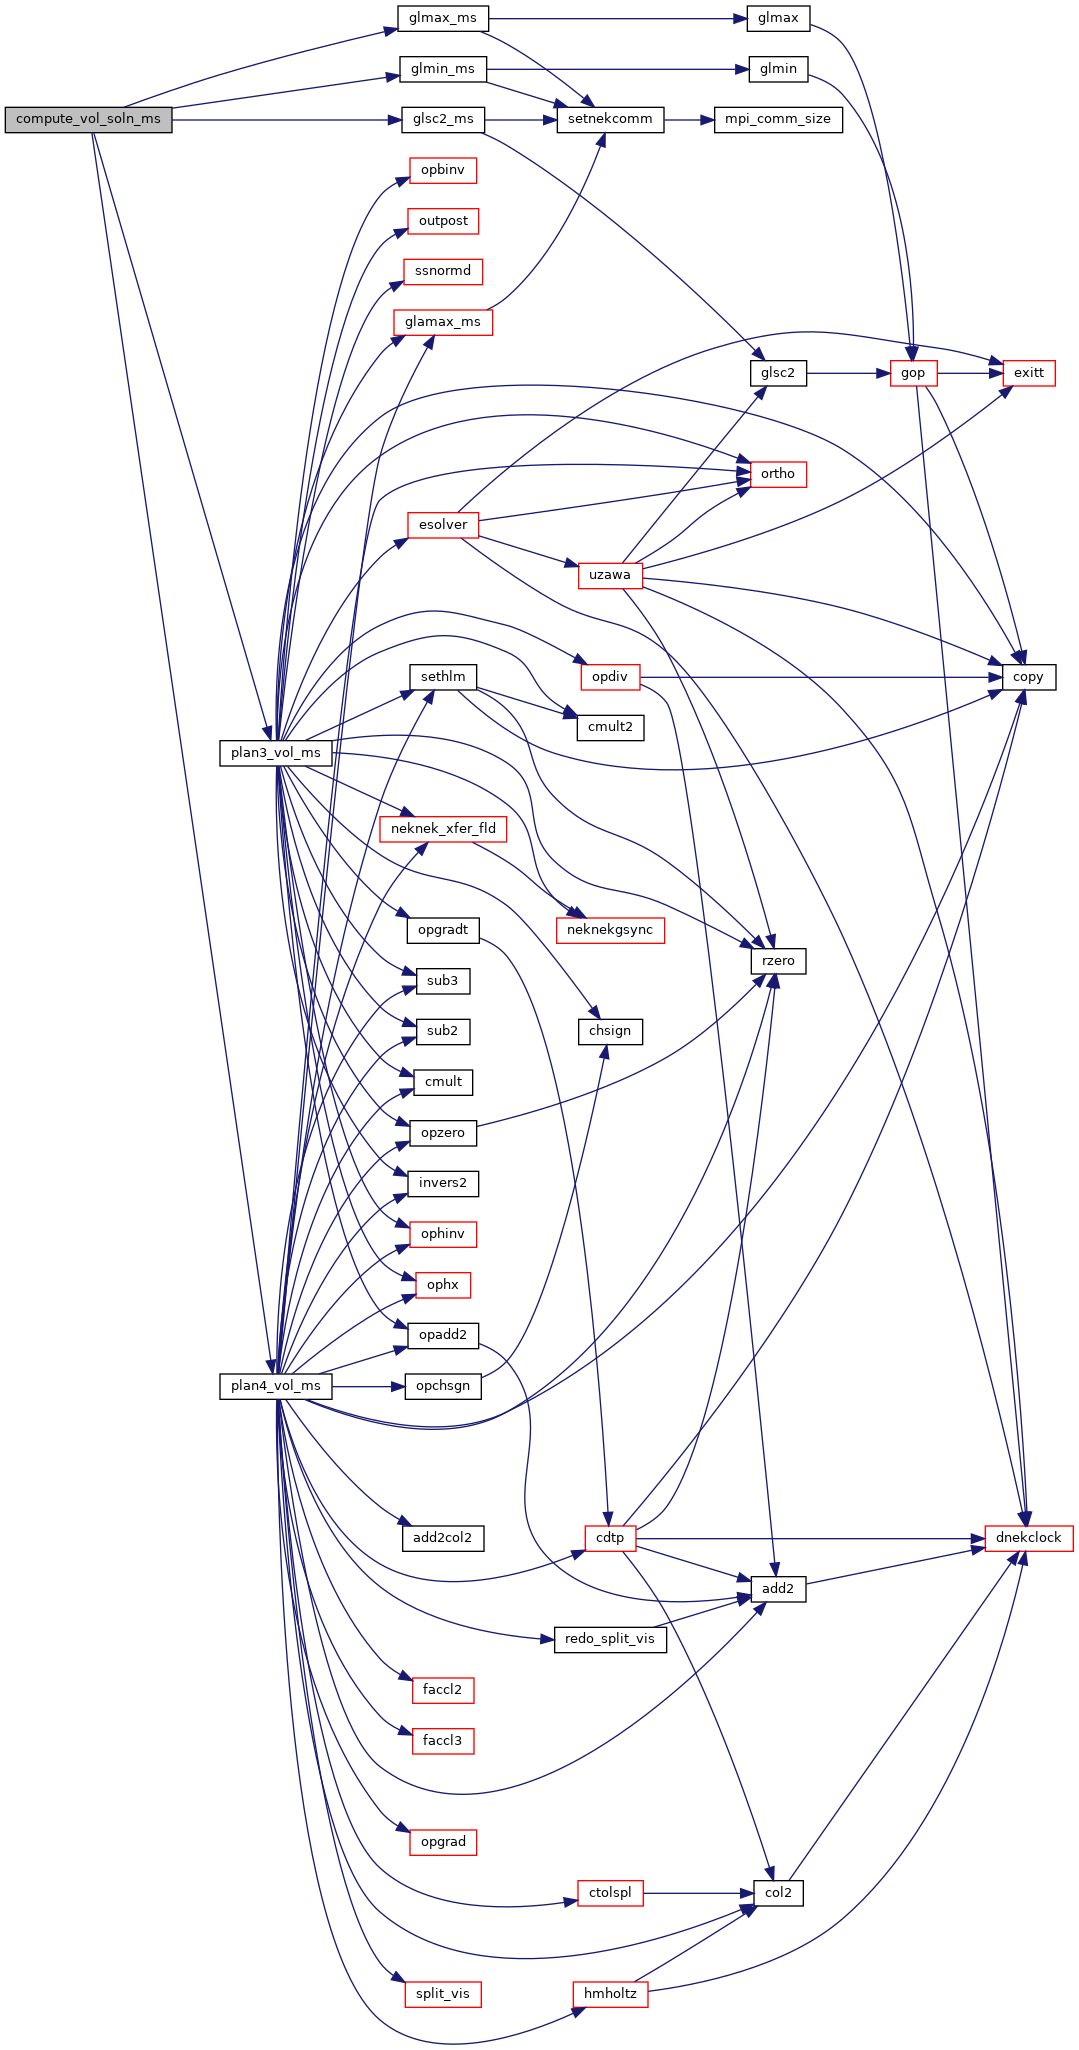 glmax_ms
glmax
glmin_ms
glmin
compute_vol_soln_ms
glsc2_ms
setnekcomm
mpi_comm_size
opbinv
outpost
ssnormd
glamax_ms
glsc2
gop
exitt
ortho
esolver
uzawa
sethlm
opdiv
copy
cmult2
plan3_vol_ms
neknek_xfer_fld
opgradt
neknekgsync
rzero
sub3
sub2
chsign
cmult
opzero
invers2
ophinv
ophx
opadd2
plan4_vol_ms
opchsgn
add2col2
cdtp
dnekclock
add2
redo_split_vis
faccl2
faccl3
opgrad
ctolspl
col2
split_vis
hmholtz